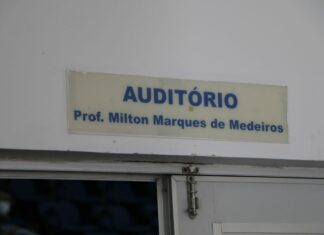 AUDITÓRIO
Prof. Milton Marques de Medeiros